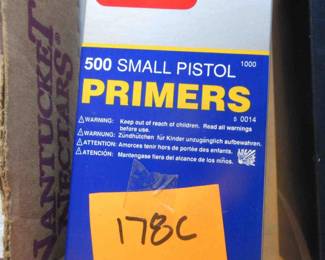 NANTUCKET
NECTARS®
500 SMALL PISTOL
1000
PRIMERS
5 0014
⚠WARNING: Keep out of reach of children. Read all warnings
before use.
⚠WARNUNG: Zündhütchen für Kinder unzugänglich aufbewahren.
⚠ATTENTION: Amorces tenir hors de portée des enfants.
⚠ATENCIÓN: Mantengase fiera del alcance de los niños.
178C